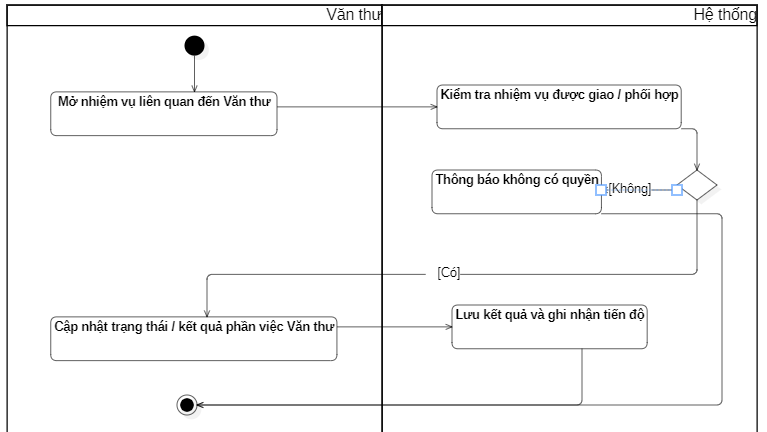 Văn thư
Hệ thống
Mở nhiệm vụ liên quan đến Văn thư
Kiểm tra nhiệm vụ được giao / phối hợp
Thông báo không có quyền
[Không]
[Có]
Cập nhật trạng thái / kết quả phần việc Văn thư
Lưu kết quả và ghi nhận tiến độ